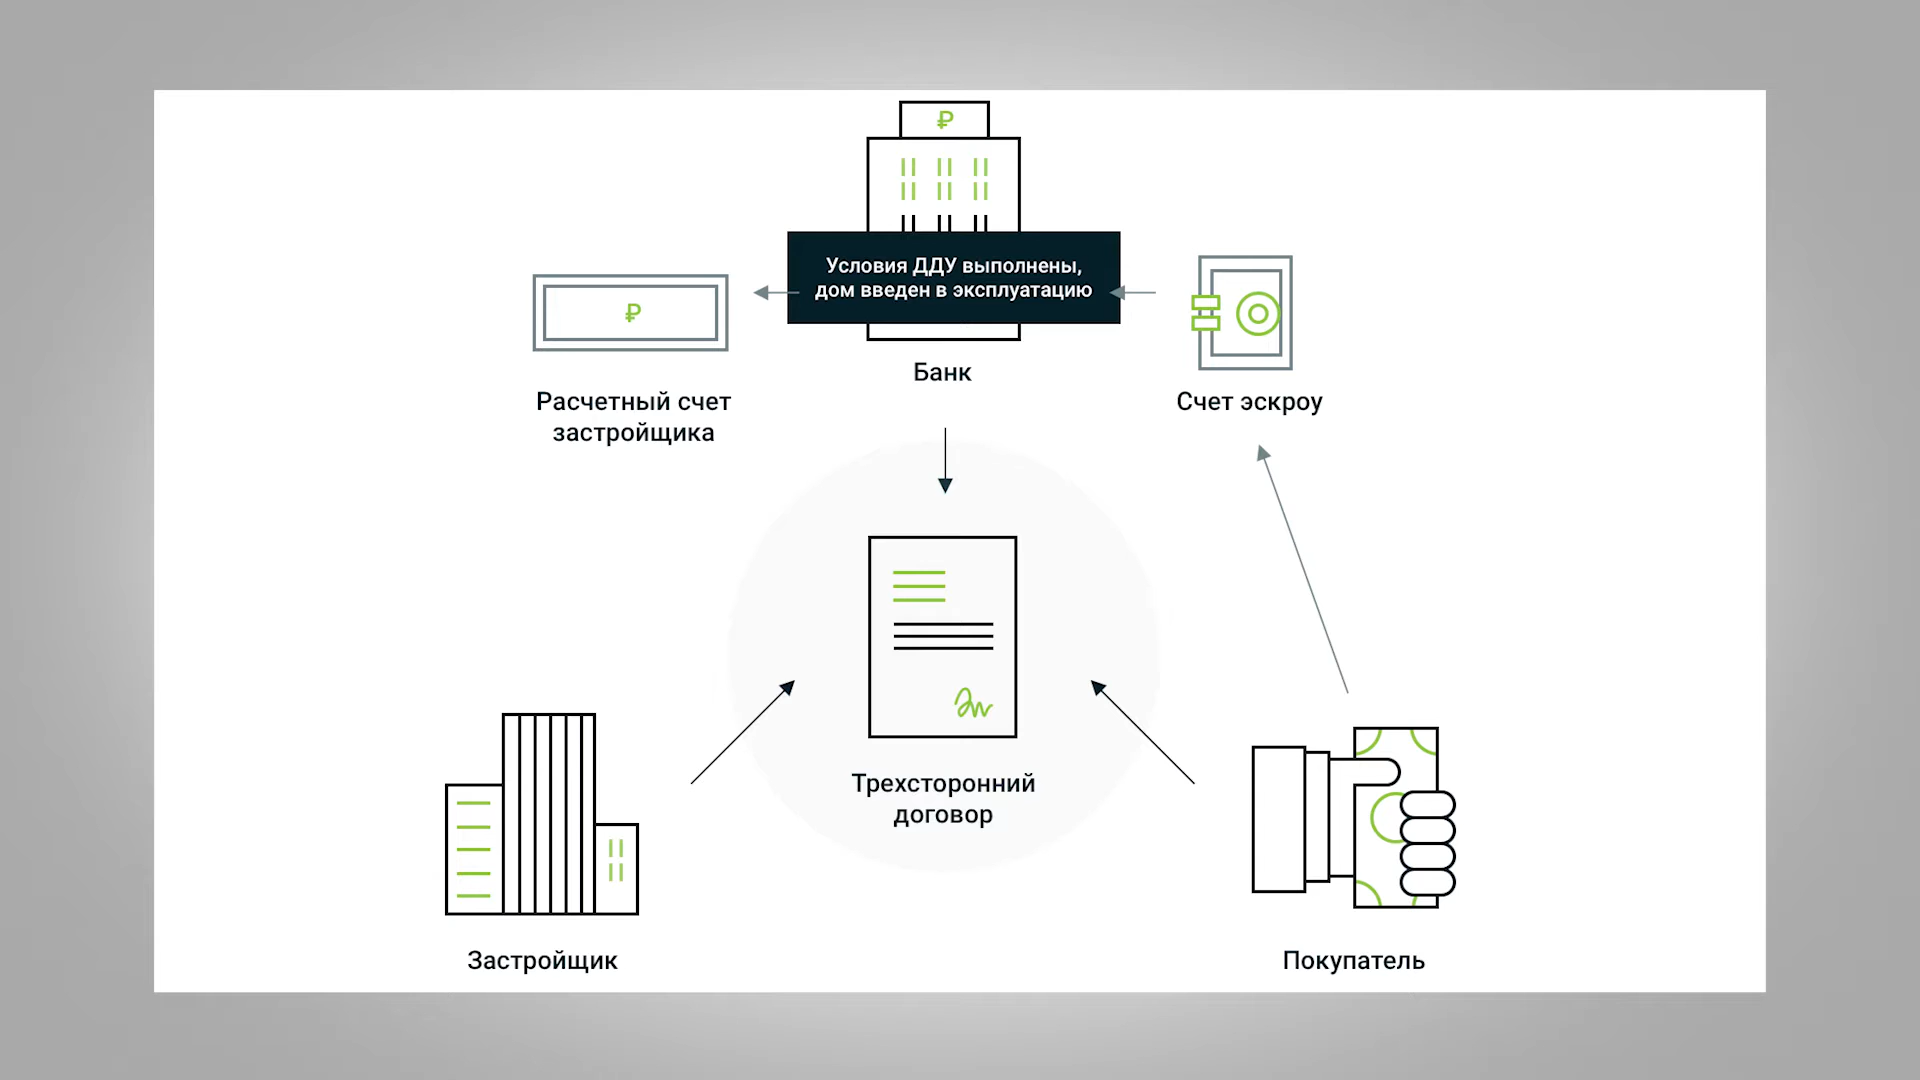 ₽
Условия ДДУ выполнены,
дом введен в эксплуатацию
₽
Банк
Расчетный счет
застройщика
Счет эскроу
Трехсторонний
договор
Застройщик
Покупатель